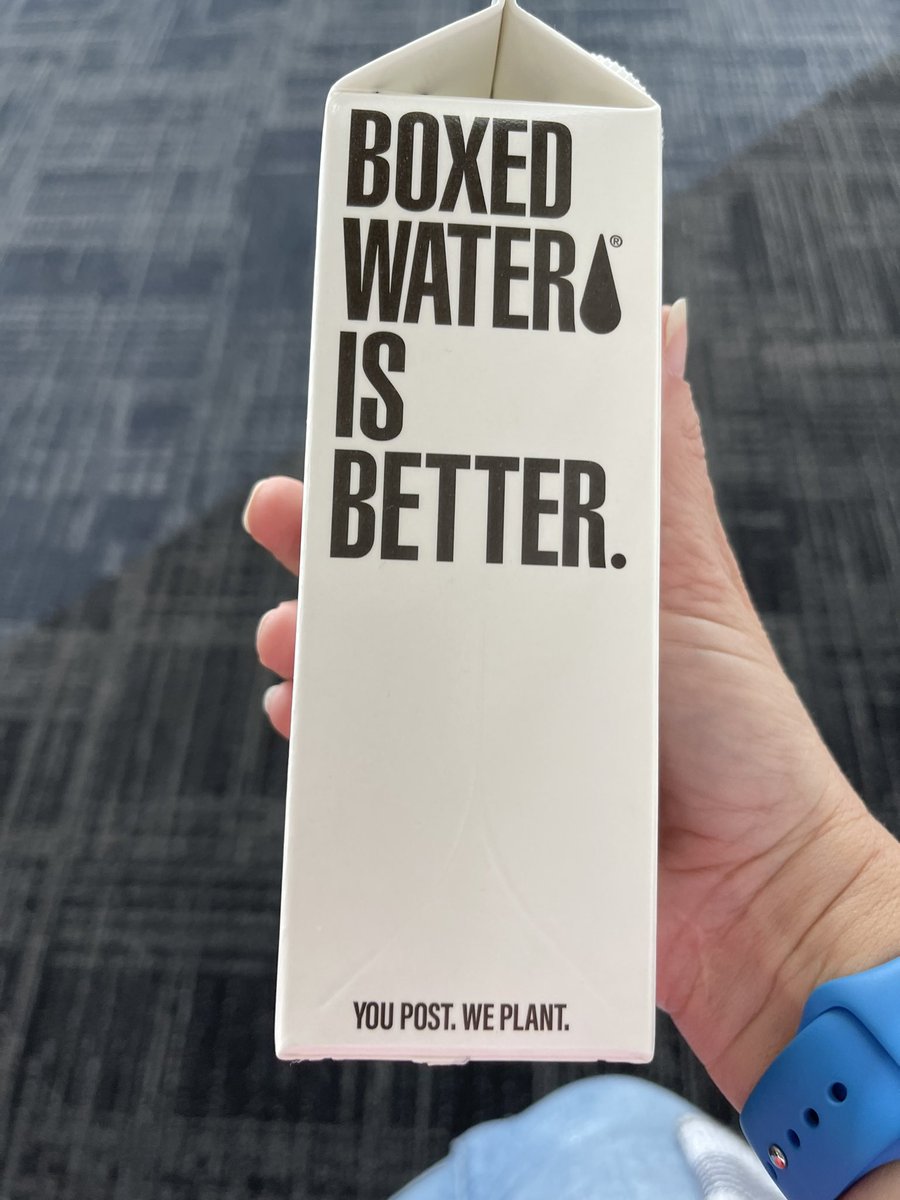 BOXED
WATER®
IS
BETTER.
YOU POST. WE PLANT.